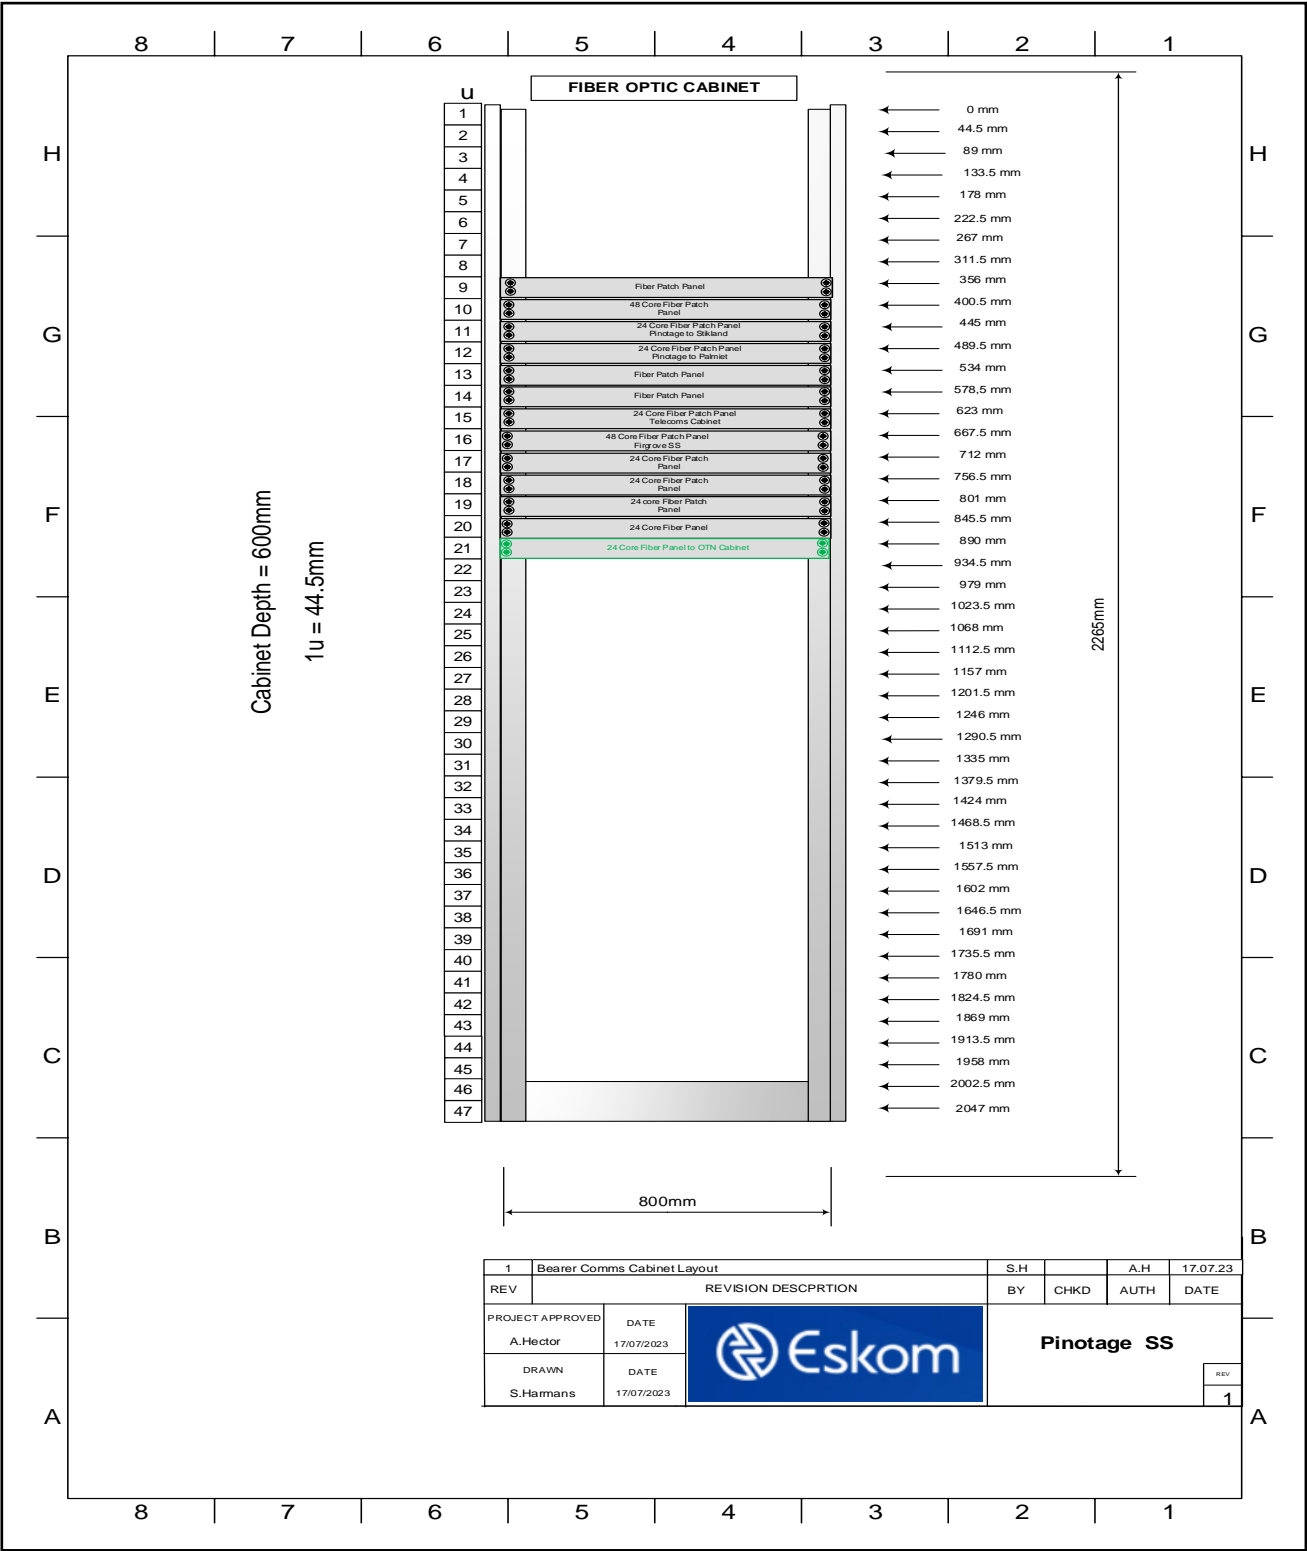 8 7 6 5 4 3 2 1
FIBER OPTIC CABINET
u
1 0 mm
2 44.5 mm
H 3 89 mm H
4 133.5 mm
5 178 mm
6 222.5 mm
7 267 mm
8 311.5 mm
9 Fiber Patch Panel 356 mm
10 48 Core Fiber Patch 400.5 mm
Panel
G 11 24 Core Fiber Patch Panel 445 mm G
Pinotage to Stikland
12 24 Core Fiber Patch Panel 489.5 mm
Pinotage to Palmiet
13 Fiber Patch Panel 534 mm
14 Fiber Patch Panel 578,5 mm
15 24 Core Fiber Patch Panel 623 mm
Telecoms Cabinet
16 48 Core Fiber Patch Panel 667.5 mm
Firgrove SS
17 24 Core Fiber Patch 712 mm
Panel
18 24 Core Fiber Patch 756.5 mm
Panel
F 19 24 core Fiber Patch 801 mm F
Panel
20 24 Core Fiber Panel 845.5 mm
21 24 Core Fiber Panel to OTN Cabinet 890 mm
22 934.5 mm
23 979 mm
24 1023.5 mm
25 1068 mm
26 1112.5 mm
27 1157 mm
E 28 1201.5 mm E
29 1246 mm
30 1290.5 mm
31 1335 mm
32 1379.5 mm
33 1424 mm
34 1468.5 mm
35 1513 mm
D 36 1557.5 mm D
37 1602 mm
38 1646.5 mm
39 1691 mm
40 1735.5 mm
41 1780 mm
42 1824.5 mm
43 1869 mm
C 44 1913.5 mm C
45 1958 mm
46 2002.5 mm
47 2047 mm
Cabinet Depth = 600mm
1u = 44.5mm
2265mm
800mm
B B
1 Bearer Comms Cabinet Layout S.H A.H 17.07.23
REV REVISION DESCPRTION BY CHKD AUTH DATE
PROJECT APPROVED DATE
A.Hector 17/07/2023
DRAWN DATE
S.Harmans 17/07/2023
Eskom
Pinotage SS
REV
1
A A
8 7 6 5 4 3 2 1